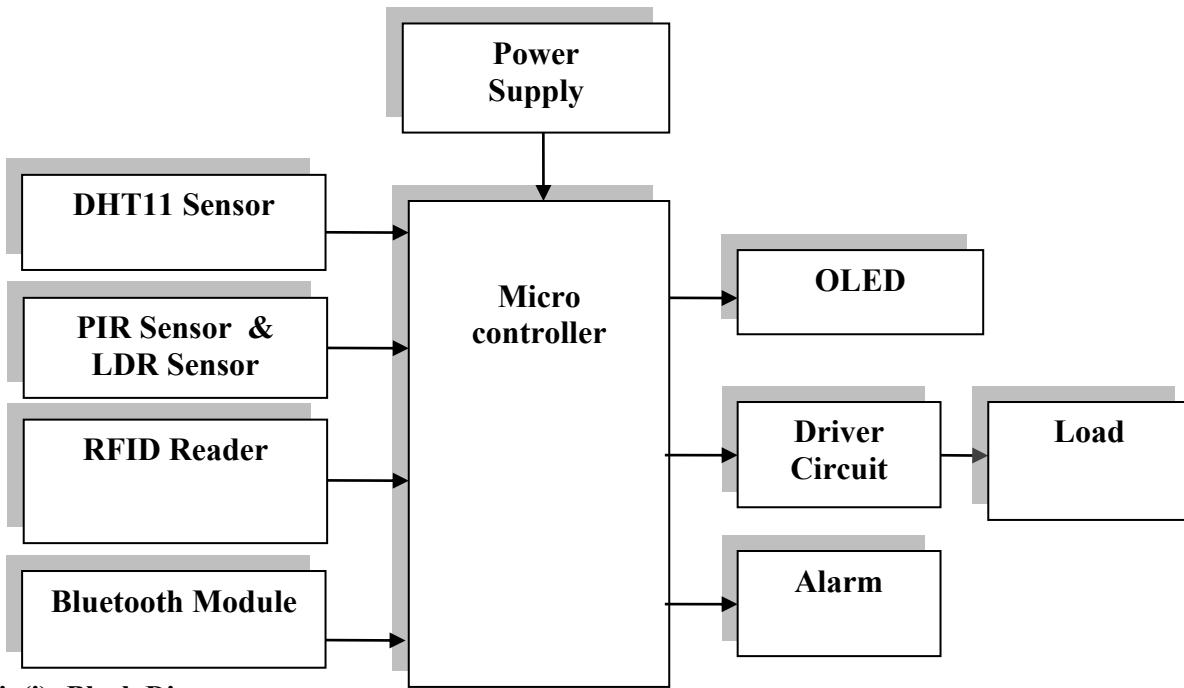 Power
Supply
DHT11 Sensor
PIR Sensor &
LDR Sensor
RFID Reader
Bluetooth Module
Micro
controller
OLED
Driver
Circuit
Load
Alarm